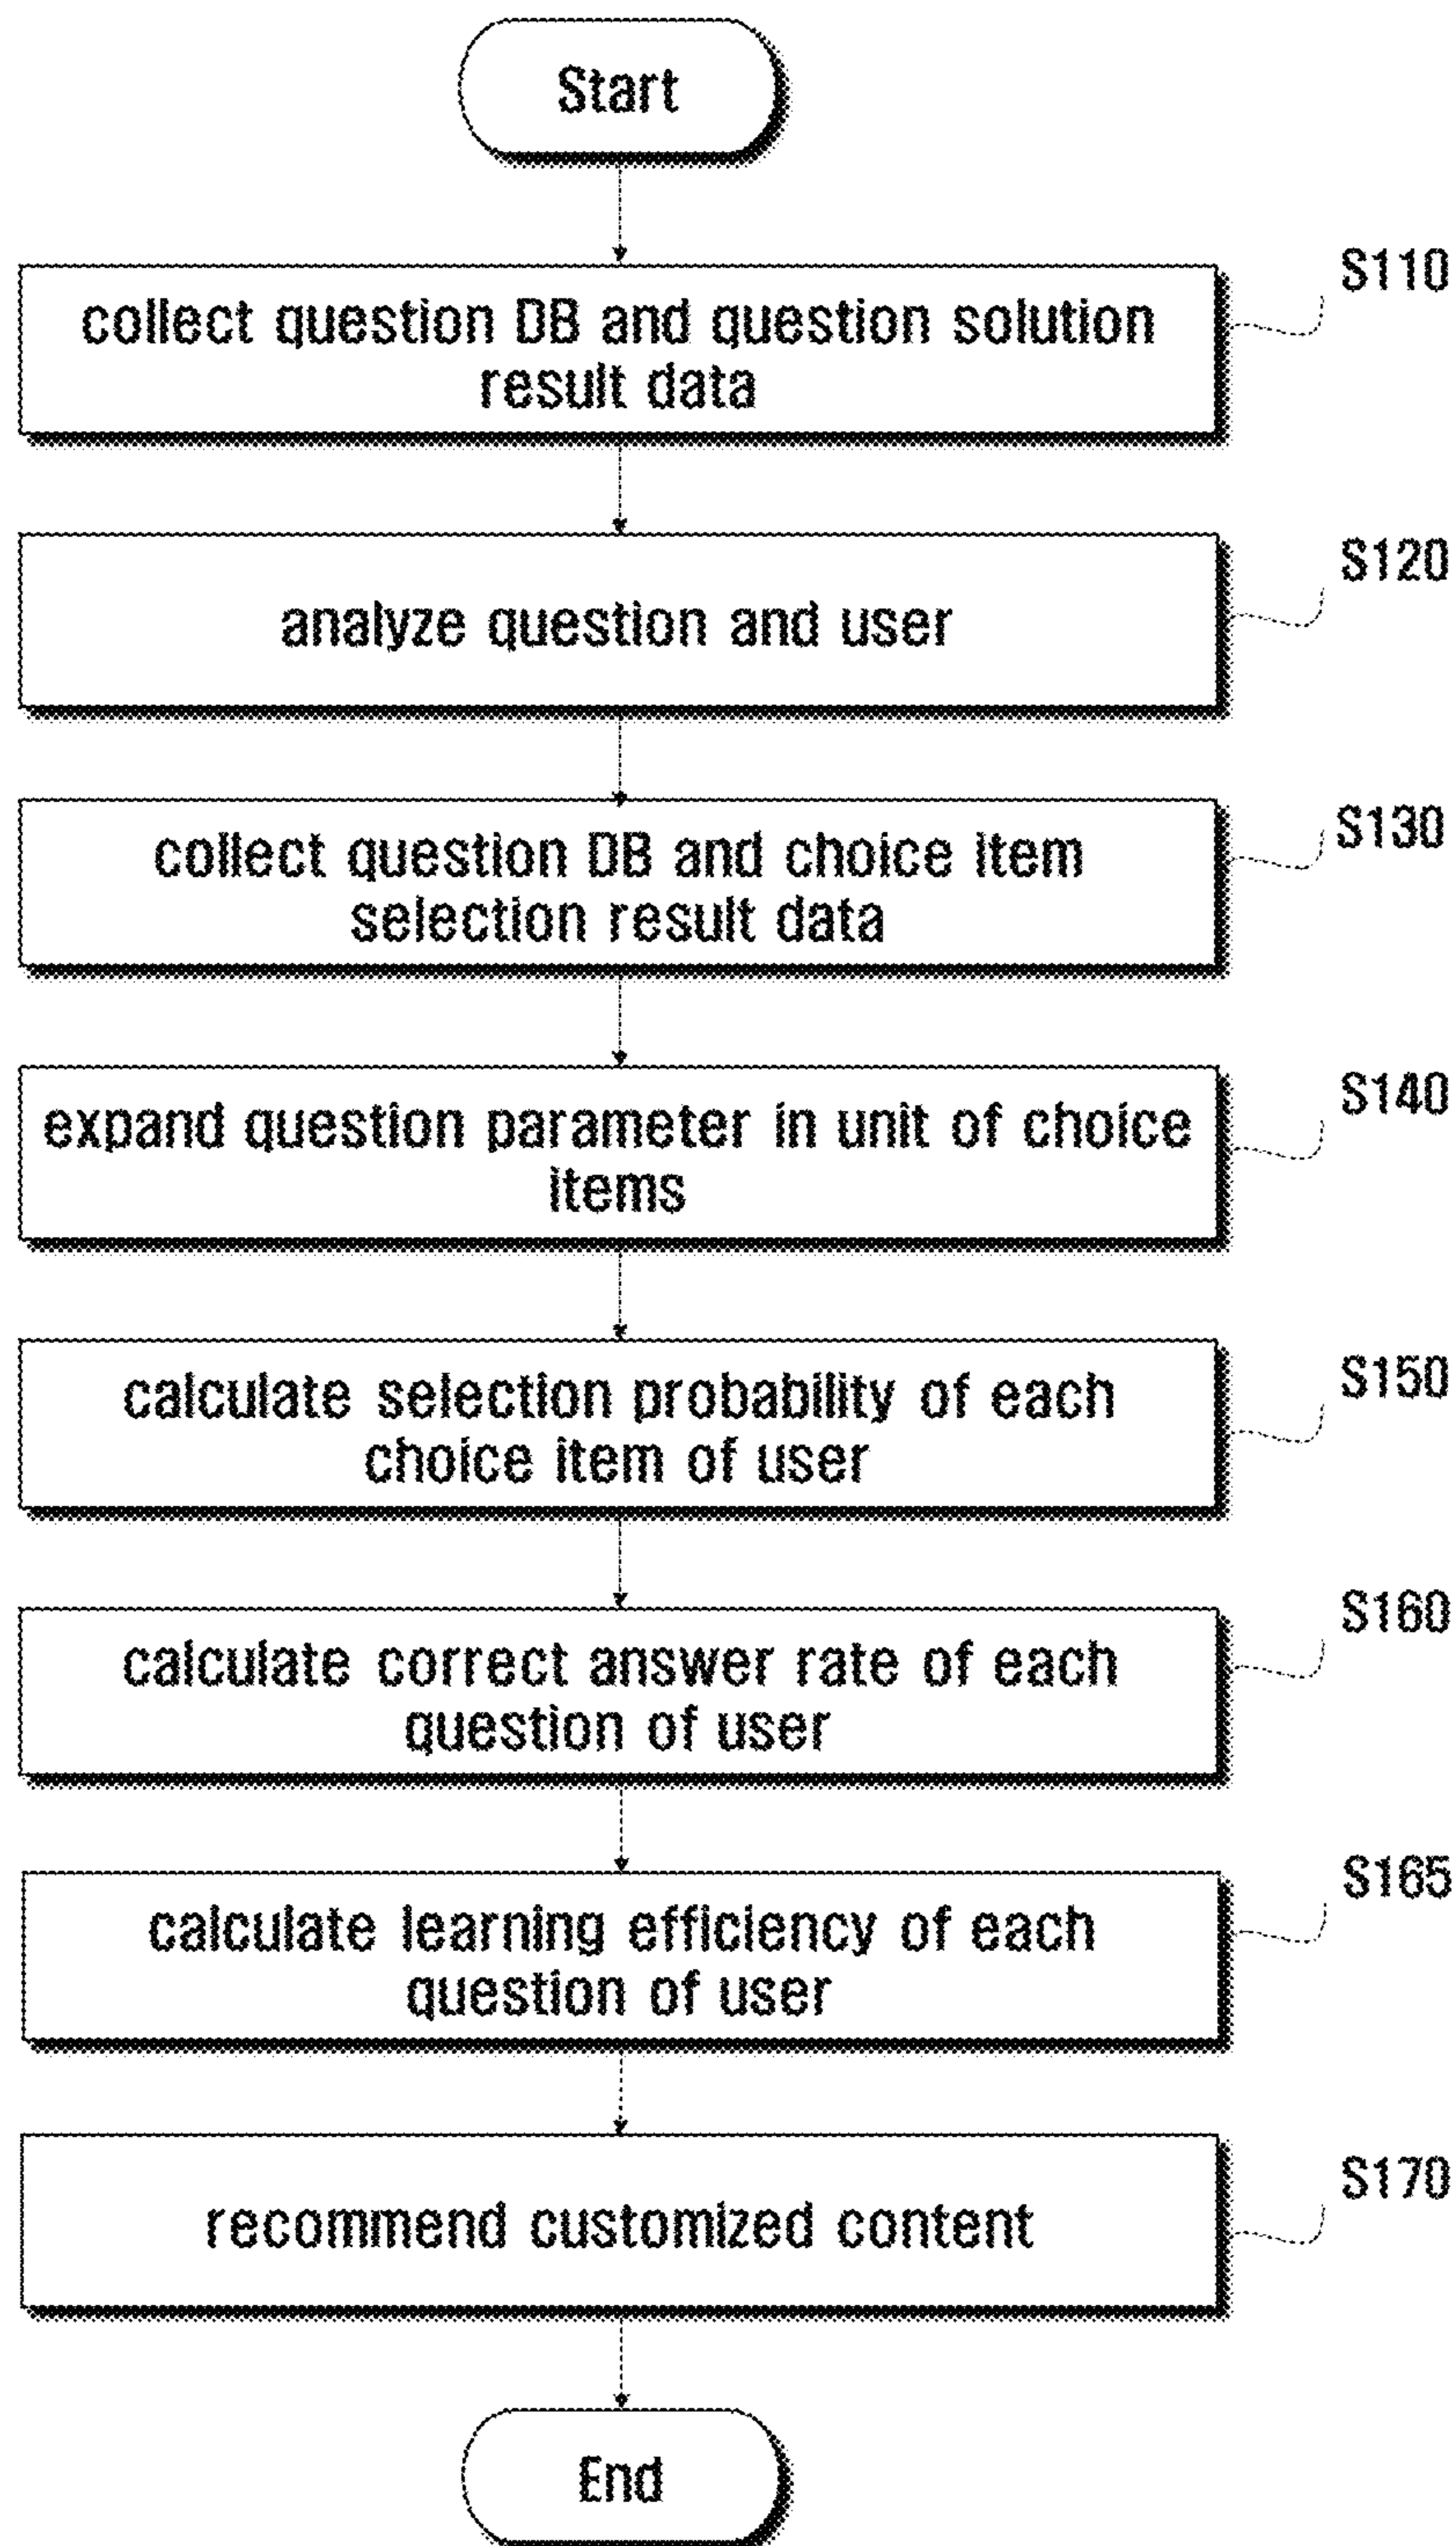 Start
S110
collect question DB and question solution
result data
S120
analyze question and user
S130
collect question DB and choice item
selection result data
S140
expand question parameter in unit of choice
items
S150
calculate selection probability of each
choice item of user
S160
calculate correct answer rate of each
question of user
S165
calculate learning efficiency of each
question of user
S170
recommend customized content
End